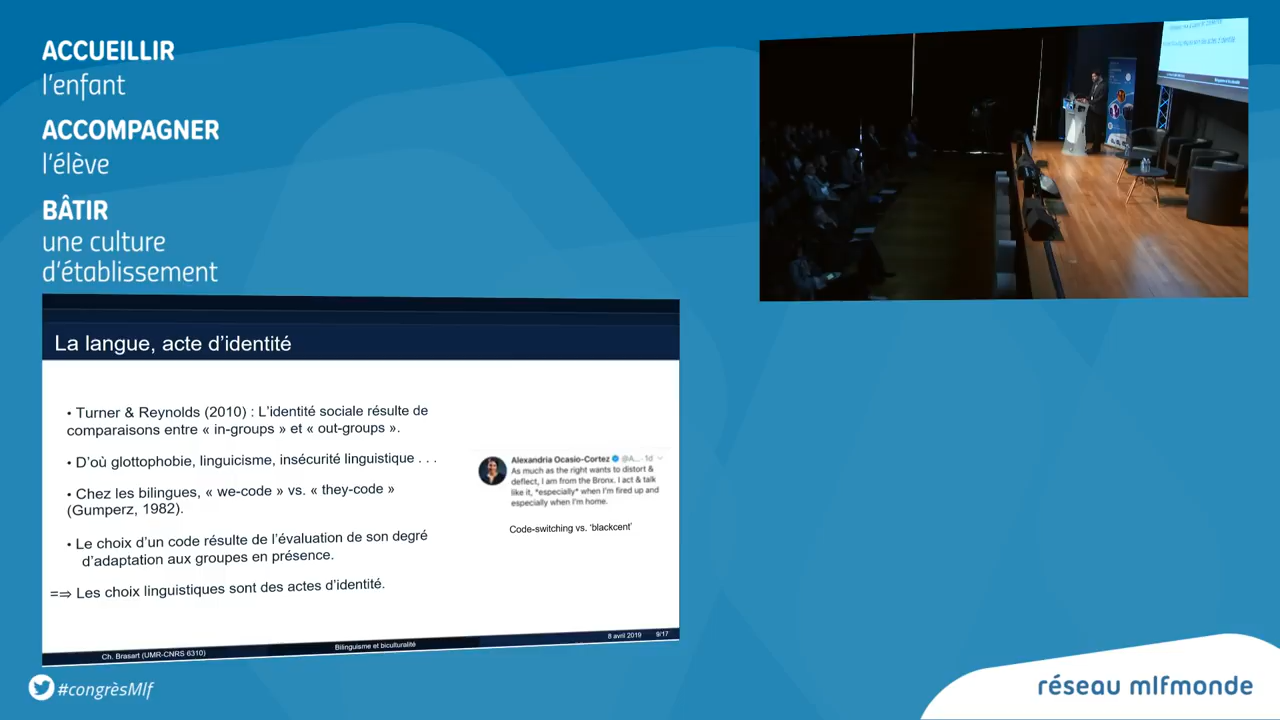 ACCUEILLIR
l'enfant
ACCOMPAGNER
l'élève
BÂTIR
une culture
d'établissement
La langue, acte d'identité
• Turner & Reynolds (2010) : L'identité sociale résulte de
comparaisons entre « in-groups » et « out-groups ».
• D'où glottophobie, linguicisme, insécurité linguistique . . .
• Chez les bilingues, « we-code » vs. « they-code »
(Gumperz, 1982).
• Le choix d'un code résulte de l'évaluation de son degré
d'adaptation aux groupes en présence.
=⇒ Les choix linguistiques sont des actes d'identité.
Alexandria Ocasio-Cortez @A... · 1d
As much as the right wants to distort &
deflect, I am from the Bronx. I act & talk
like it, *especially* when I'm fired up and
especially when I'm home.
Code-switching vs. 'blackcent'
Ch. Brasart (UMR-CNRS 6310)
Bilinguisme et biculturalité
8 avril 2019
9/17
#congrèsMlf
réseau mlfmonde